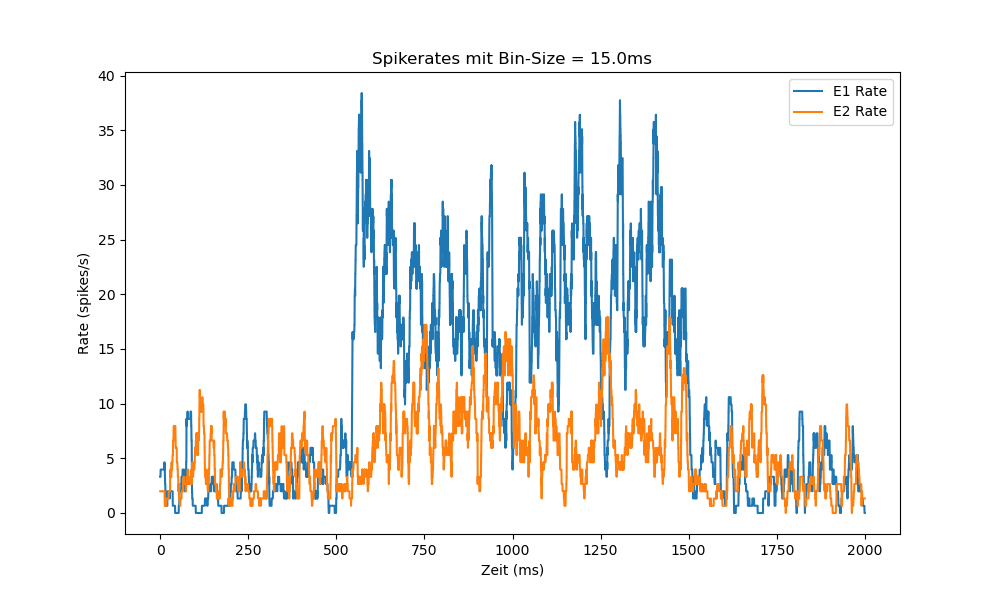 Spikerates mit Bin-Size = 15.0ms
E1 Rate
E2 Rate
Rate (spikes/s)
40
35
30
25
20
15
10
5
0
0 250 500 750 1000 1250 1500 1750 2000
Zeit (ms)